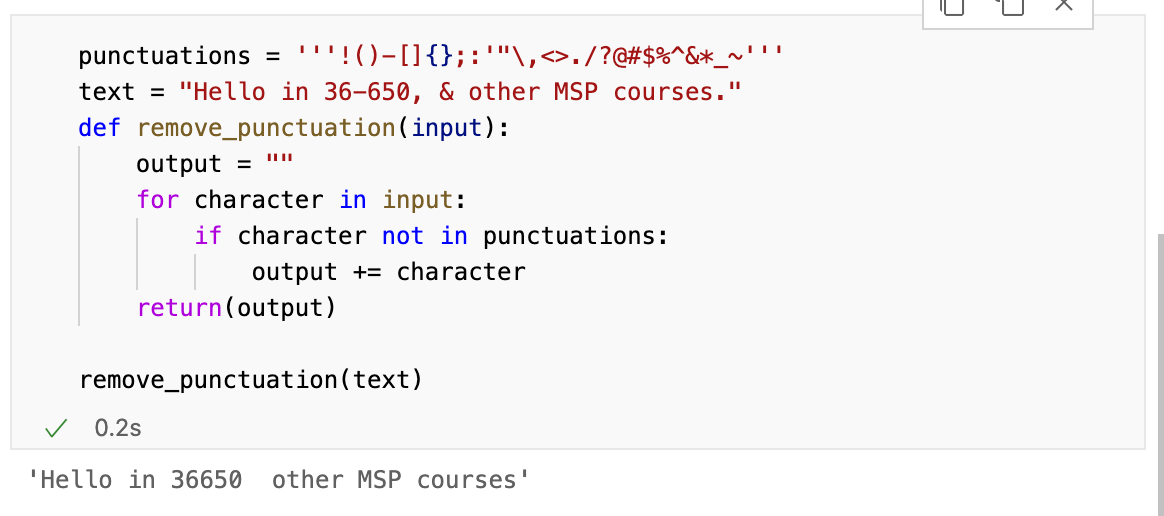 punctuations = '''!()-[]{};:'"\,<>./?@#$%^&*_~'''
text = "Hello in 36-650, & other MSP courses."
def remove_punctuation(input):
    output = ""
    for character in input:
        if character not in punctuations:
            output += character
    return(output)

remove_punctuation(text)
0.2s
'Hello in 36650  other MSP courses'